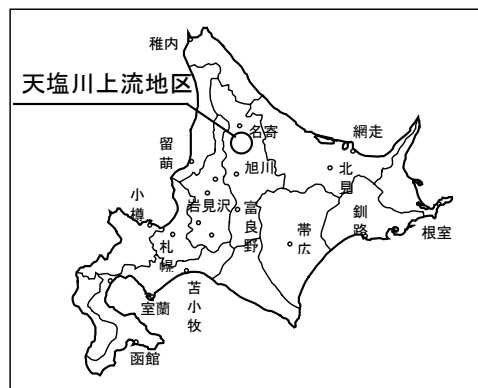 稚内
天塩川上流地区
名寄
網走
留萌
旭川
北見
小樽
岩見沢
富良野
釧路
根室
帯広
札幌
苫小牧
室蘭
函館